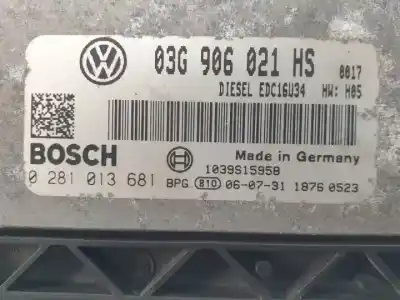 03G 906 021 HS 0017
DIESEL EDC16U34 HW: H05
BOSCH
Made in Germany
1039S15958
0 281 013 681 BPG 810 06-07-31 1876 0523